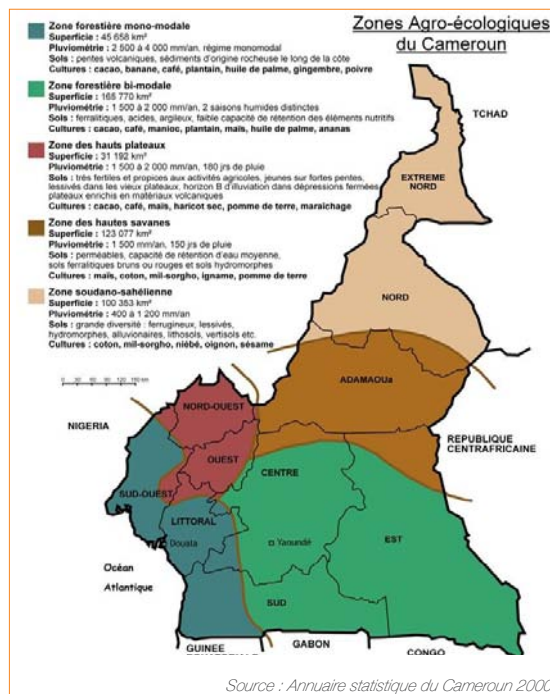 Zones Agro-écologiques
du Cameroun
Zone forestière mono-modale
Superficie : 45 658 km²
Pluviométrie : 2 500 à 4 000 mm/an, régime monomodal
Sols : pentes volcaniques, sédiments d'origine rocheuse le long de la côte
Cultures : cacao, banane, café, plantain, huile de palme, gingembre, poivre
Zone forestière bi-modale
Superficie : 165 770 km²
Pluviométrie : 1 500 à 2 000 mm/an, 2 saisons humides distinctes
Sols : ferralitiques, acides, argileux, faible capacité de rétention des éléments nutritifs
Cultures : cacao, café, manioc, plantain, maïs, huile de palme, ananas
Zone des hauts plateaux
Superficie : 31 192 km²
Pluviométrie : 1 500 à 2 000 mm/an, 180 jrs de pluie
Sols : très fertiles et propices aux activités agricoles, jeunes sur fortes pentes,
lessivés dans les vieux plateaux, horizon B d'illuviation dans dépressions fermées,
plateaux enrichis en matériaux volcaniques
Cultures : cacao, café, maïs, haricot sec, pomme de terre, maraîchage
Zone des hautes savanes
Superficie : 123 077 km²
Pluviométrie : 1 500 mm/an, 150 jrs de pluie
Sols : perméables, capacité de rétention d'eau moyenne,
sols ferralitiques bruns ou rouges et sols hydromorphes
Cultures : maïs, coton, mil-sorgho, igname, pomme de terre
Zone soudano-sahélienne
Superficie : 100 353 km²
Pluviométrie : 400 à 1 200 mm/an
Sols : grande diversité : ferrugineux, lessivés,
hydromorphes, alluvionaires, lithosols, vertisols etc.
Cultures : coton, mil-sorgho, niébé, oignon, sésame
0 30 60 90 120 150 km
TCHAD
EXTREME
NORD
NORD
ADAMAOUa
NORD-OUEST
NIGERIA
OUEST
REPUBLIQUE
CENTRAFRICAINE
SUD-OUEST
CENTRE
LITTORAL
Douala
Yaoundé
EST
Océan
Atlantique
SUD
GUINEE
GABON
CONGO
Source : Annuaire statistique du Cameroun 2000